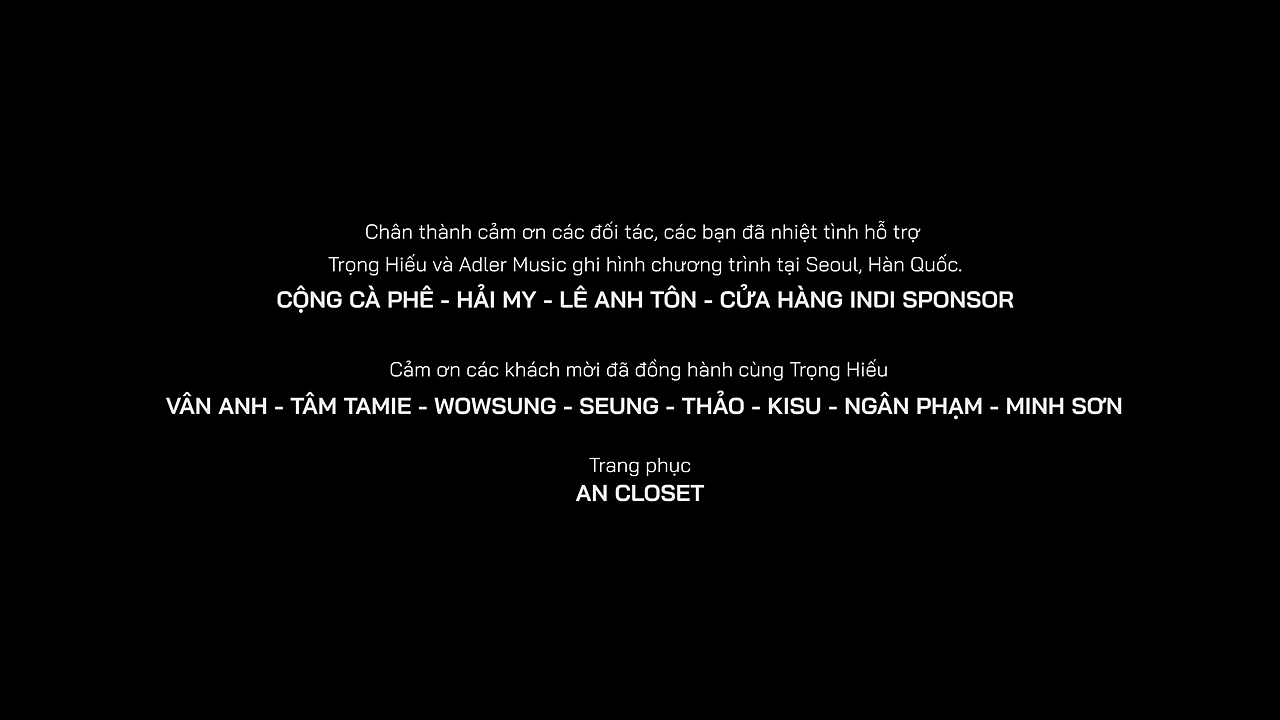 Chân thành cảm ơn các đối tác, các bạn đã nhiệt tình hỗ trợ
Trọng Hiếu và Adler Music ghi hình chương trình tại Seoul, Hàn Quốc.
CỘNG CÀ PHÊ - HẢI MY - LÊ ANH TÔN - CỬA HÀNG INDI SPONSOR
Cảm ơn các khách mời đã đồng hành cùng Trọng Hiếu
VÂN ANH - TÂM TAMIE - WOWSUNG - SEUNG - THẢO - KISU - NGÂN PHẠM - MINH SƠN
Trang phục
AN CLOSET